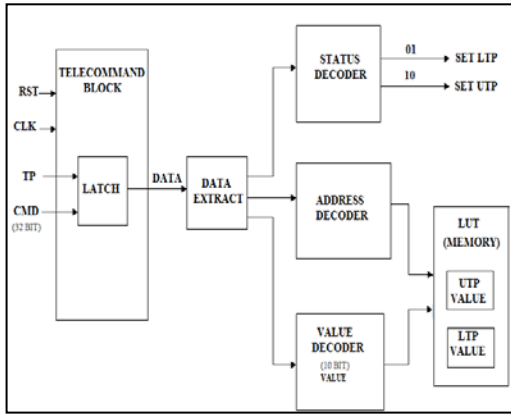 TELECOMMAND
BLOCK
RST
CLK
TP
CMD
(32 BIT)
LATCH
DATA
DATA
EXTRACT
STATUS
DECODER
01
SET LTP
10
SET UTP
ADDRESS
DECODER
VALUE
DECODER
(10 BIT)
VALUE
LUT
(MEMORY)
UTP
VALUE
LTP
VALUE